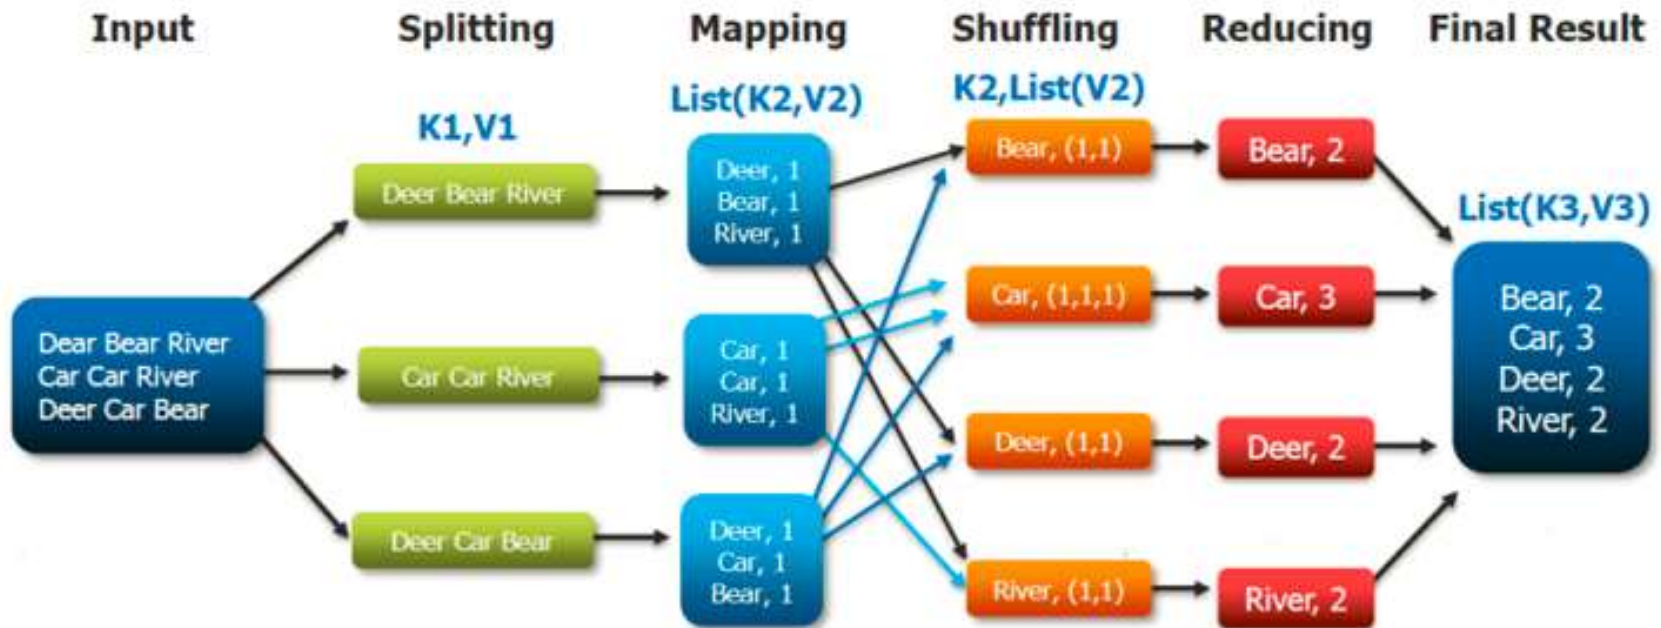 Input
Splitting
Mapping
Shuffling
Reducing
Final Result
K1,V1
List(K2,V2)
K2,List(V2)
List(K3,V3)
Dear Bear River
Car Car River
Deer Car Bear
Deer Bear River
Car Car River
Deer Car Bear
Deer, 1
Bear, 1
River, 1
Car, 1
Car, 1
River, 1
Deer, 1
Car, 1
Bear, 1
Bear, (1,1)
Car, (1,1,1)
Deer, (1,1)
River, (1,1)
Bear, 2
Car, 3
Deer, 2
River, 2
Bear, 2
Car, 3
Deer, 2
River, 2